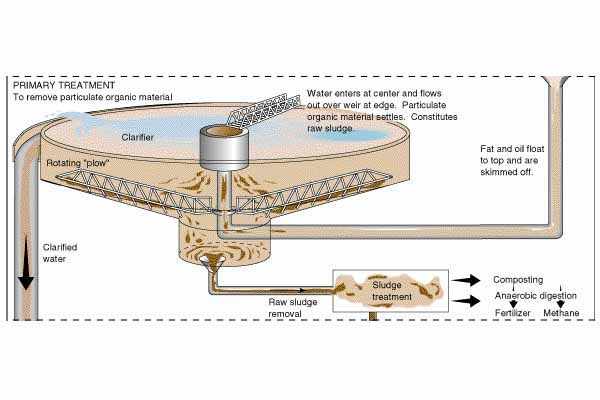 PRIMARY TREATMENT
To remove particulate organic material
Water enters at center and flows
out over weir at edge. Particulate
organic material settles. Constitutes
raw sludge.
Clarifier
Rotating "plow"
Fat and oil float
to top and are
skimmed off.
Clarified
water
Raw sludge
removal
Sludge
treatment
Composting
Anaerobic digestion
Fertilizer Methane